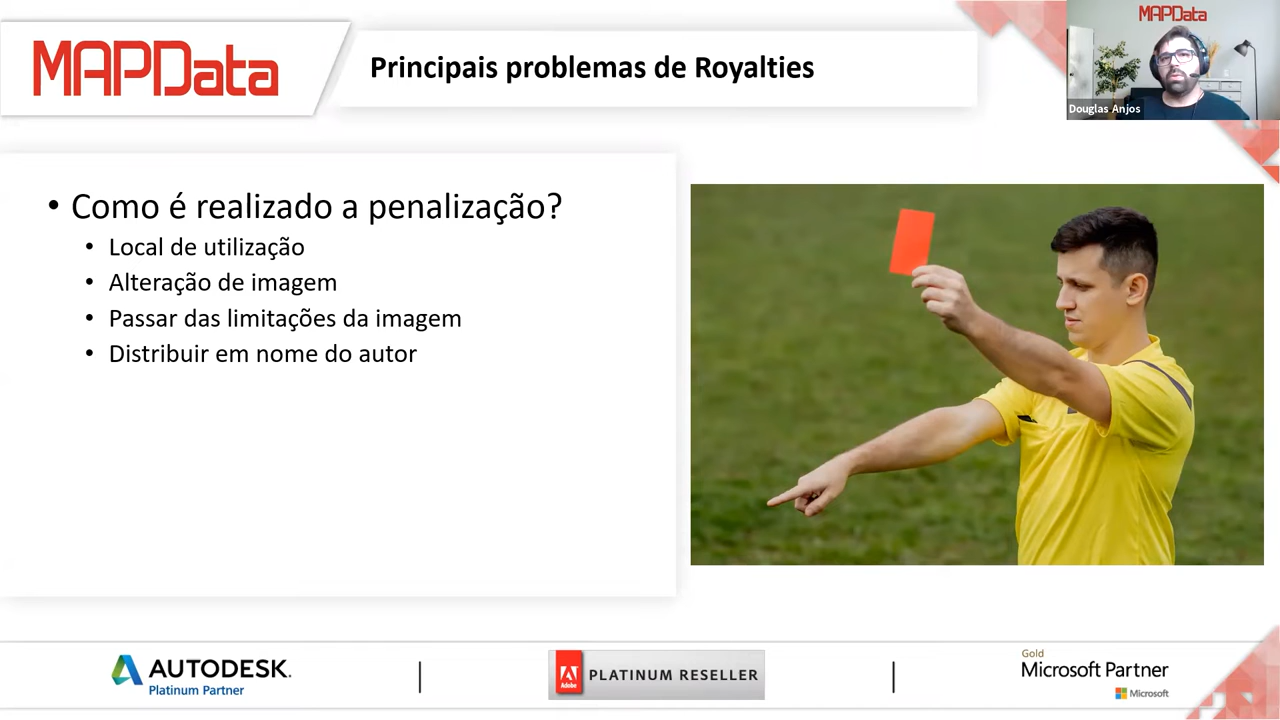 MAPData
Principais problemas de Royalties
MAPData
Douglas Anjos
• Como é realizado a penalização?
• Local de utilização
• Alteração de imagem
• Passar das limitações da imagem
• Distribuir em nome do autor
AUTODESK.
Platinum Partner
Adobe
PLATINUM RESELLER
Gold
Microsoft Partner
Microsoft